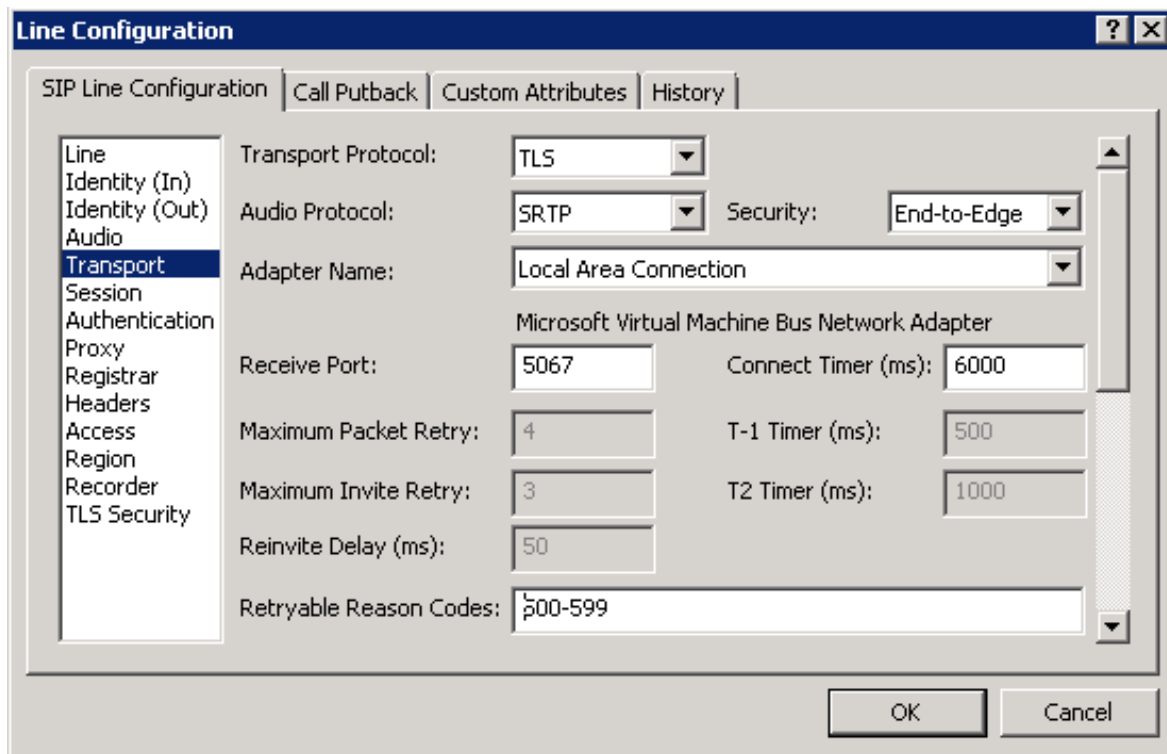 Line Configuration
SIP Line Configuration
Call Putback
Custom Attributes
History
Line
Identity (In)
Identity (Out)
Audio
Transport
Session
Authentication
Proxy
Registrar
Headers
Access
Region
Recorder
TLS Security
Transport Protocol: TLS
Audio Protocol: SRTP Security: End-to-Edge
Adapter Name: Local Area Connection
Microsoft Virtual Machine Bus Network Adapter
Receive Port: 5067 Connect Timer (ms): 6000
Maximum Packet Retry: 4 T-1 Timer (ms): 500
Maximum Invite Retry: 3 T2 Timer (ms): 1000
Reinvite Delay (ms): 50
Retryable Reason Codes: 500-599
OK Cancel